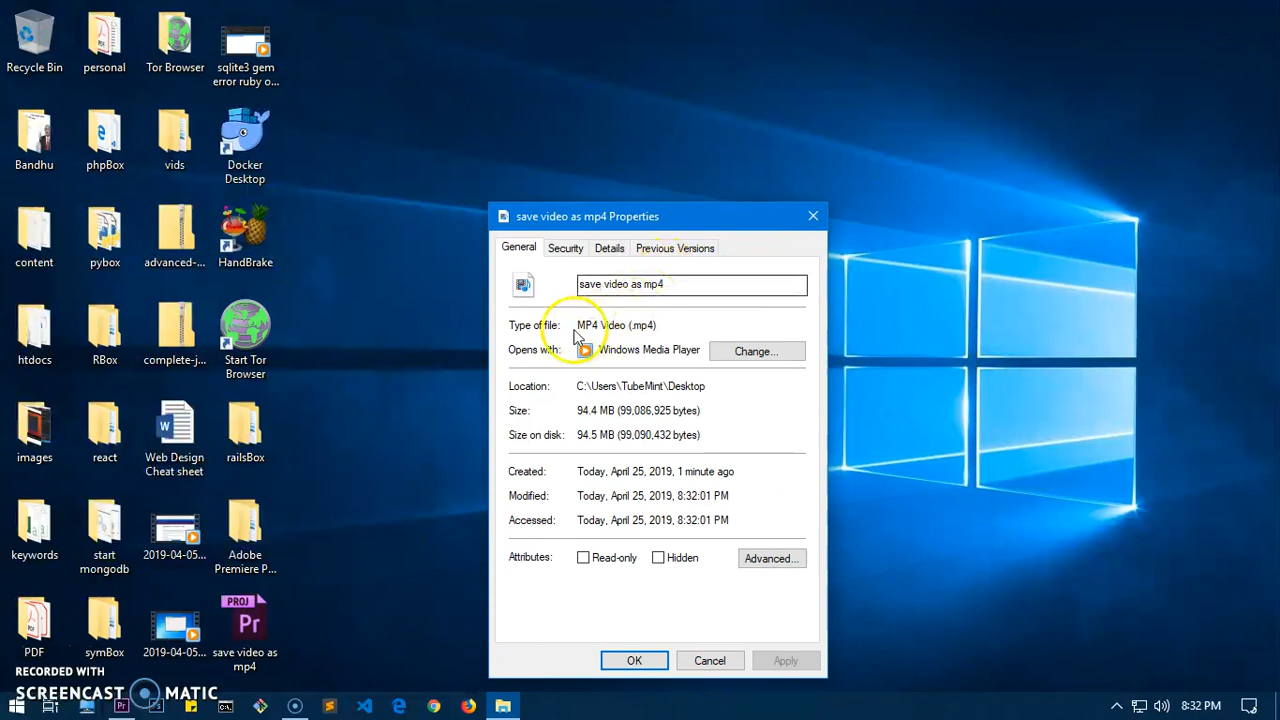 Recycle Bin
personal
Tor Browser
sqlite3 gem
error ruby o...
Bandhu
phpBox
vids
Docker
Desktop
content
pybox
advanced-...
HandBrake
htdocs
RBox
complete-j...
Start Tor
Browser
images
react
Web Design
Cheat sheet
railsBox
keywords
start
mongodb
2019-04-05...
Adobe
Premiere P...
PDF
symBox
2019-04-05...
PROJ
Pr
save video as
mp4
save video as mp4 Properties
General
Security
Details
Previous Versions
save video as mp4
Type of file:
MP4 Video (.mp4)
Opens with:
Windows Media Player
Change...
Location:
C:\Users\TubeMint\Desktop
Size:
94.4 MB (99,086,925 bytes)
Size on disk:
94.5 MB (99,090,432 bytes)
Created:
Today, April 25, 2019, 1 minute ago
Modified:
Today, April 25, 2019, 8:32:01 PM
Accessed:
Today, April 25, 2019, 8:32:01 PM
Attributes:
Read-only
Hidden
Advanced...
OK
Cancel
Apply
RECORDED WITH
SCREENCAST MATIC
Pr
8:32 PM